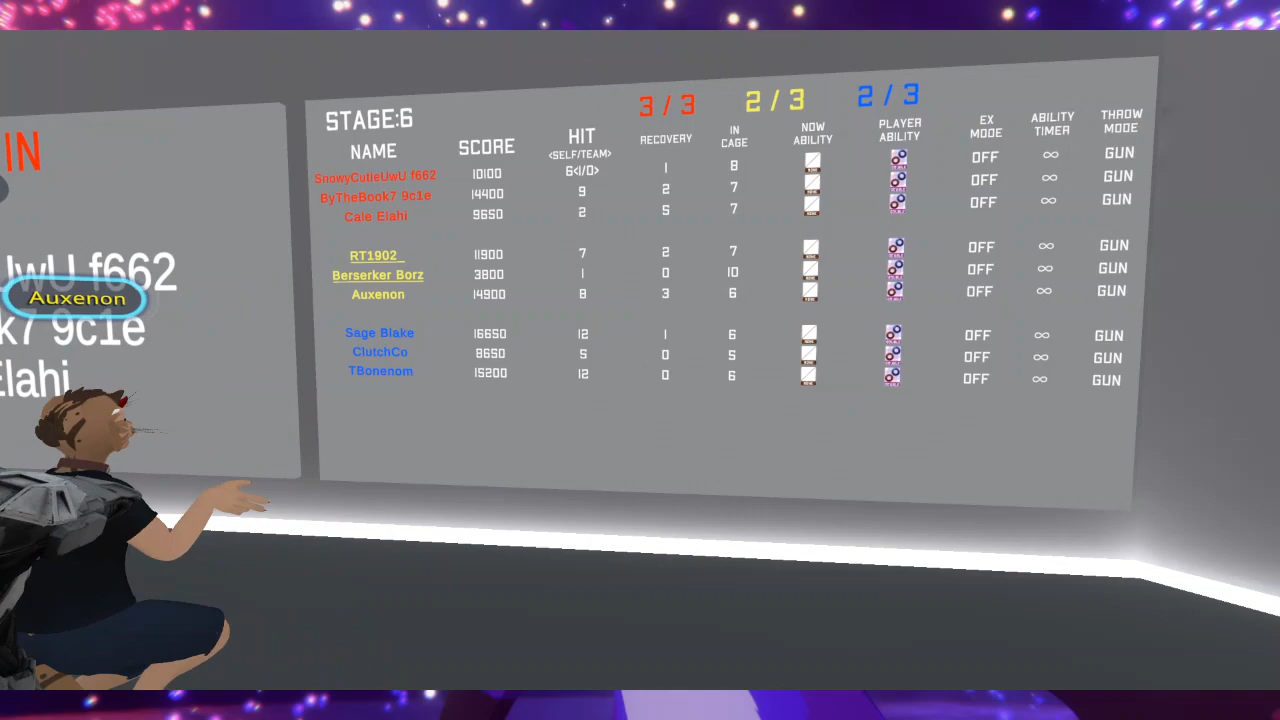 IN
UwU f662
Auxenon
k7 9c1e
Elahi
3 / 3 2 / 3 2 / 3
STAGE:6
NAME SCORE HIT <SELF/TEAM> RECOVERY IN CAGE NOW ABILITY PLAYER ABILITY EX MODE ABILITY TIMER THROW MODE
SnowyCutieUwU f662 10100 6<1/0> 1 8 OFF ∞ GUN
ByTheBook7 9c1e 14400 9 2 7 OFF ∞ GUN
Cale Elahi 9650 2 5 7 OFF ∞ GUN
RT1902_ 11900 7 2 7 OFF ∞ GUN
Berserker Borz 3800 1 0 10 OFF ∞ GUN
Auxenon 14900 8 3 6 OFF ∞ GUN
Sage Blake 16650 12 1 6 OFF ∞ GUN
ClutchCo 8650 5 0 5 OFF ∞ GUN
TBonenom 15200 12 0 6 OFF ∞ GUN